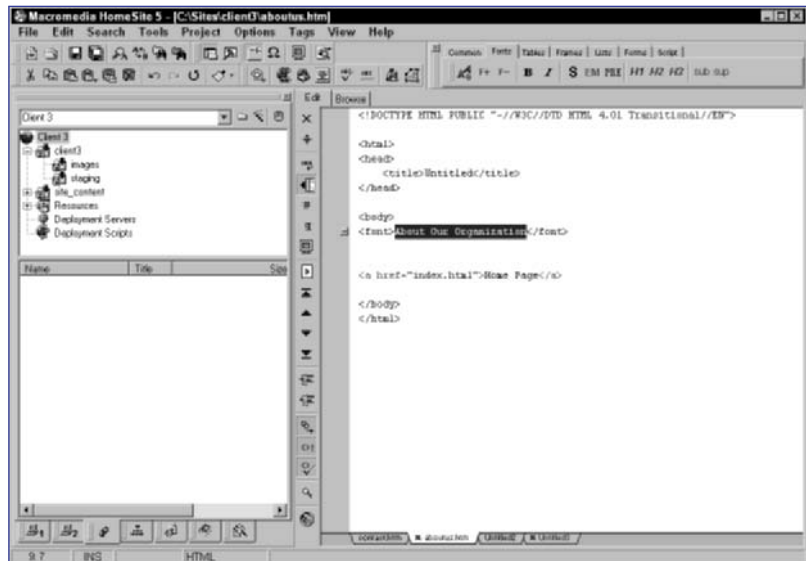 Macromedia HomeSite 5 - [C:\Sites\client3\aboutus.htm]
File Edit Search Tools Project Options Tags View Help
Common Fonts Tables Frames Lists Forms Script
F+ F- B I S EM PRE H1 H2 H3 sub sup
Edit Browse
Client 3
Client 3
client3
images
staging
site_content
Resources
Deployment Servers
Deployment Scripts
Name Title Size
<!DOCTYPE HTML PUBLIC "-//W3C//DTD HTML 4.01 Transitional//EN">
<html>
<head>
<title>Untitled</title>
</head>
<body>
<font>About Our Organization</font>
<a href="index.html">Home Page</a>
</body>
</html>
aboutus.htm Untitled2
9:7 INS HTML